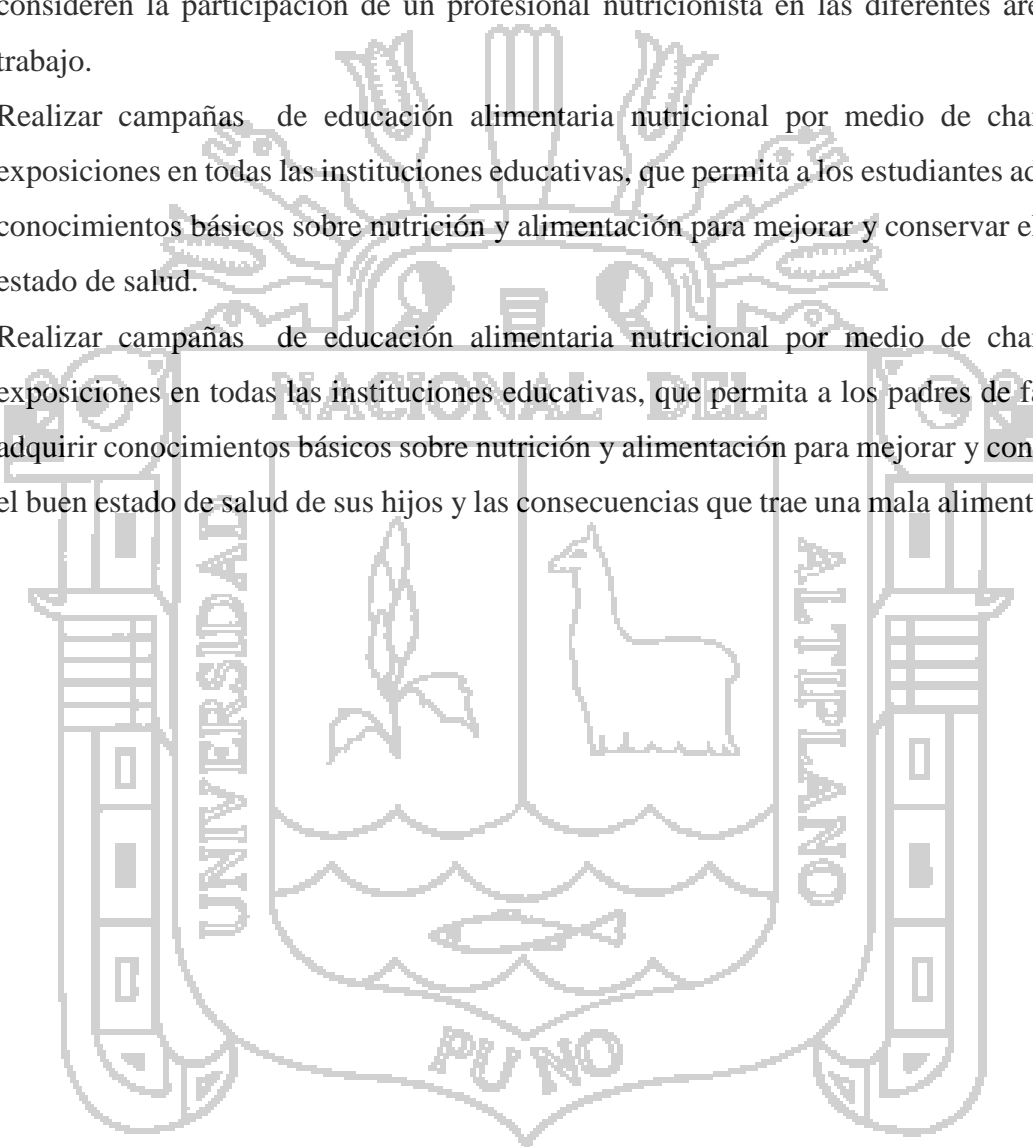 consideren la participación de un profesional nutricionista en las diferentes áre
trabajo.
Realizar campañas de educación alimentaria nutricional por medio de cha
exposiciones en todas las instituciones educativas, que permita a los estudiantes ad
conocimientos básicos sobre nutrición y alimentación para mejorar y conservar el
estado de salud.
Realizar campañas de educación alimentaria nutricional por medio de cha
exposiciones en todas las instituciones educativas, que permita a los padres de fa
adquirir conocimientos básicos sobre nutrición y alimentación para mejorar y con
el buen estado de salud de sus hijos y las consecuencias que trae una mala aliment
UNIVERSIDAD
NACIONAL DEL
ALTIPLANO
PUNO